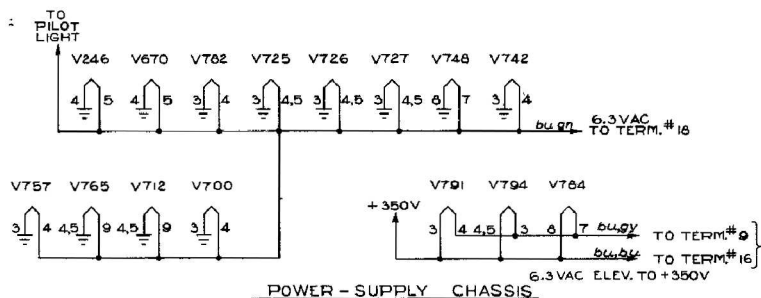 TO
PILOT
LIGHT
V246 V670 V782 V725 V726 V727 V748 V742
4 5 4 5 3 4 3 4,5 3 4,5 3 4,5 8 7 3 4
bu,gn 6.3 VAC
TO TERM.#18
V757 V765 V712 V700 +350V V791 V794 V784
3 4 4,5 9 4,5 9 3 4 3 4 4,5 3 8 7
bu,gy TO TERM.#9
bu,bu TO TERM.#16
6.3 VAC ELEV. TO +350V
POWER - SUPPLY CHASSIS